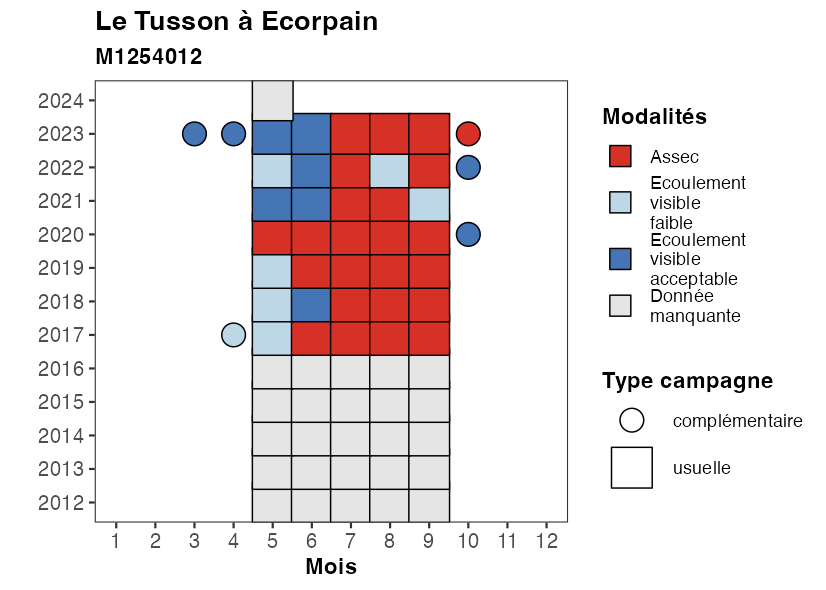 Le Tusson à Ecorpain
M1254012
2024
2023
2022
2021
2020
2019
2018
2017
2016
2015
2014
2013
2012
1 2 3 4 5 6 7 8 9 10 11 12
Mois
Modalités
Assec
Ecoulement
visible
faible
Ecoulement
visible
acceptable
Donnée
manquante
Type campagne
complémentaire
usuelle